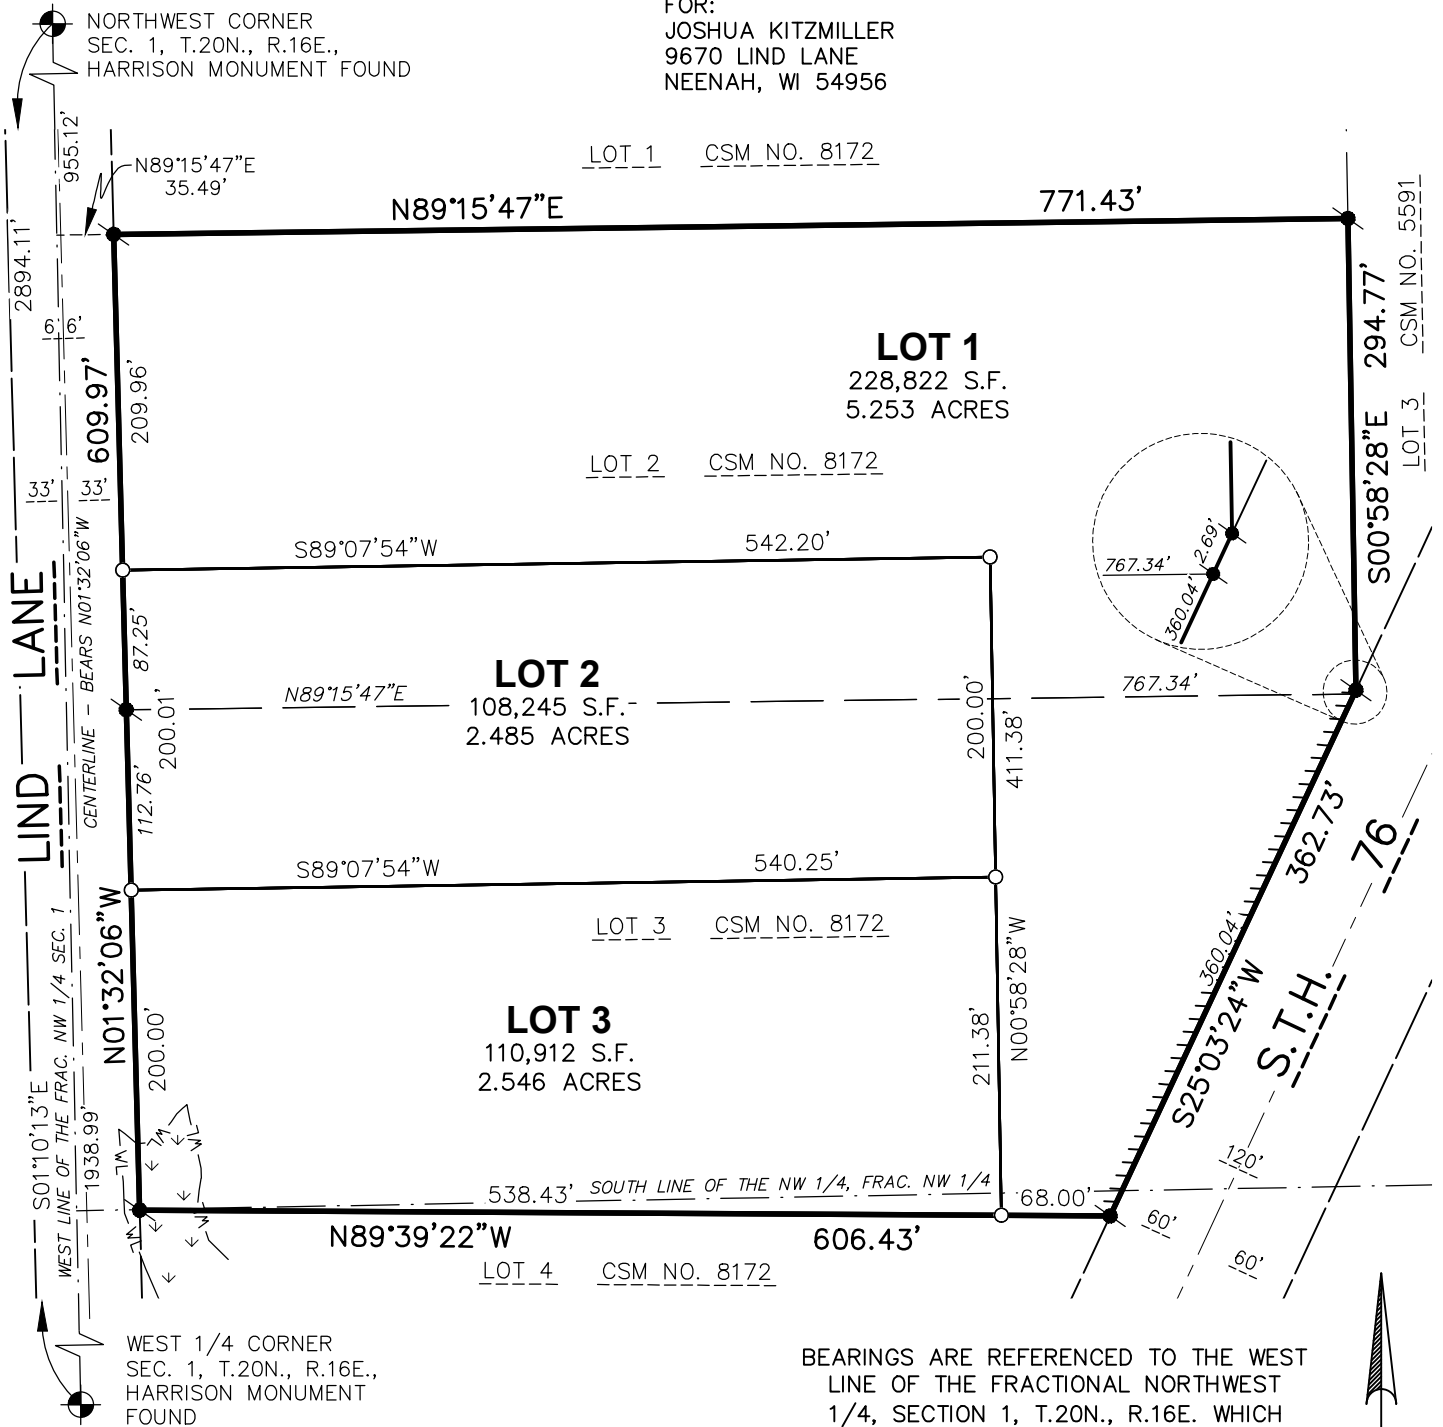 NORTHWEST CORNER
SEC. 1, T.20N., R.16E.,
HARRISON MONUMENT FOUND
FOR:
JOSHUA KITZMILLER
9670 LIND LANE
NEENAH, WI 54956
955.12'
N89°15'47"E
35.49'
LOT 1 CSM NO. 8172
N89°15'47"E
771.43'
2894.11'
66'
609.97'
209.96'
LOT 1
228,822 S.F.
5.253 ACRES
S00°58'28"E 294.77'
LOT 3 CSM NO. 5591
LOT 2 CSM NO. 8172
33' 33'
S89°07'54"W
542.20'
2.69'
767.34'
360.04'
LIND LANE
CENTERLINE - BEARS N01°32'06"W
87.25'
200.01'
112.76'
LOT 2
108,245 S.F.
2.485 ACRES
N89°15'47"E
767.34'
200.00'
411.38'
S89°07'54"W
540.25'
362.73'
360.04'
S25°03'24"W
S.T.H. 76
LOT 3 CSM NO. 8172
N01°32'06"W
200.00'
LOT 3
110,912 S.F.
2.546 ACRES
211.38'
N00°58'28"W
S01°10'13"E
WEST LINE OF THE FRAC. NW 1/4 SEC. 1
1938.99'
WL
WL
WL
WL
538.43'
SOUTH LINE OF THE NW 1/4, FRAC. NW 1/4
68.00'
120'
60'
60'
N89°39'22"W
606.43'
LOT 4 CSM NO. 8172
WEST 1/4 CORNER
SEC. 1, T.20N., R.16E.,
HARRISON MONUMENT
FOUND
BEARINGS ARE REFERENCED TO THE WEST
LINE OF THE FRACTIONAL NORTHWEST
1/4, SECTION 1, T.20N., R.16E. WHICH